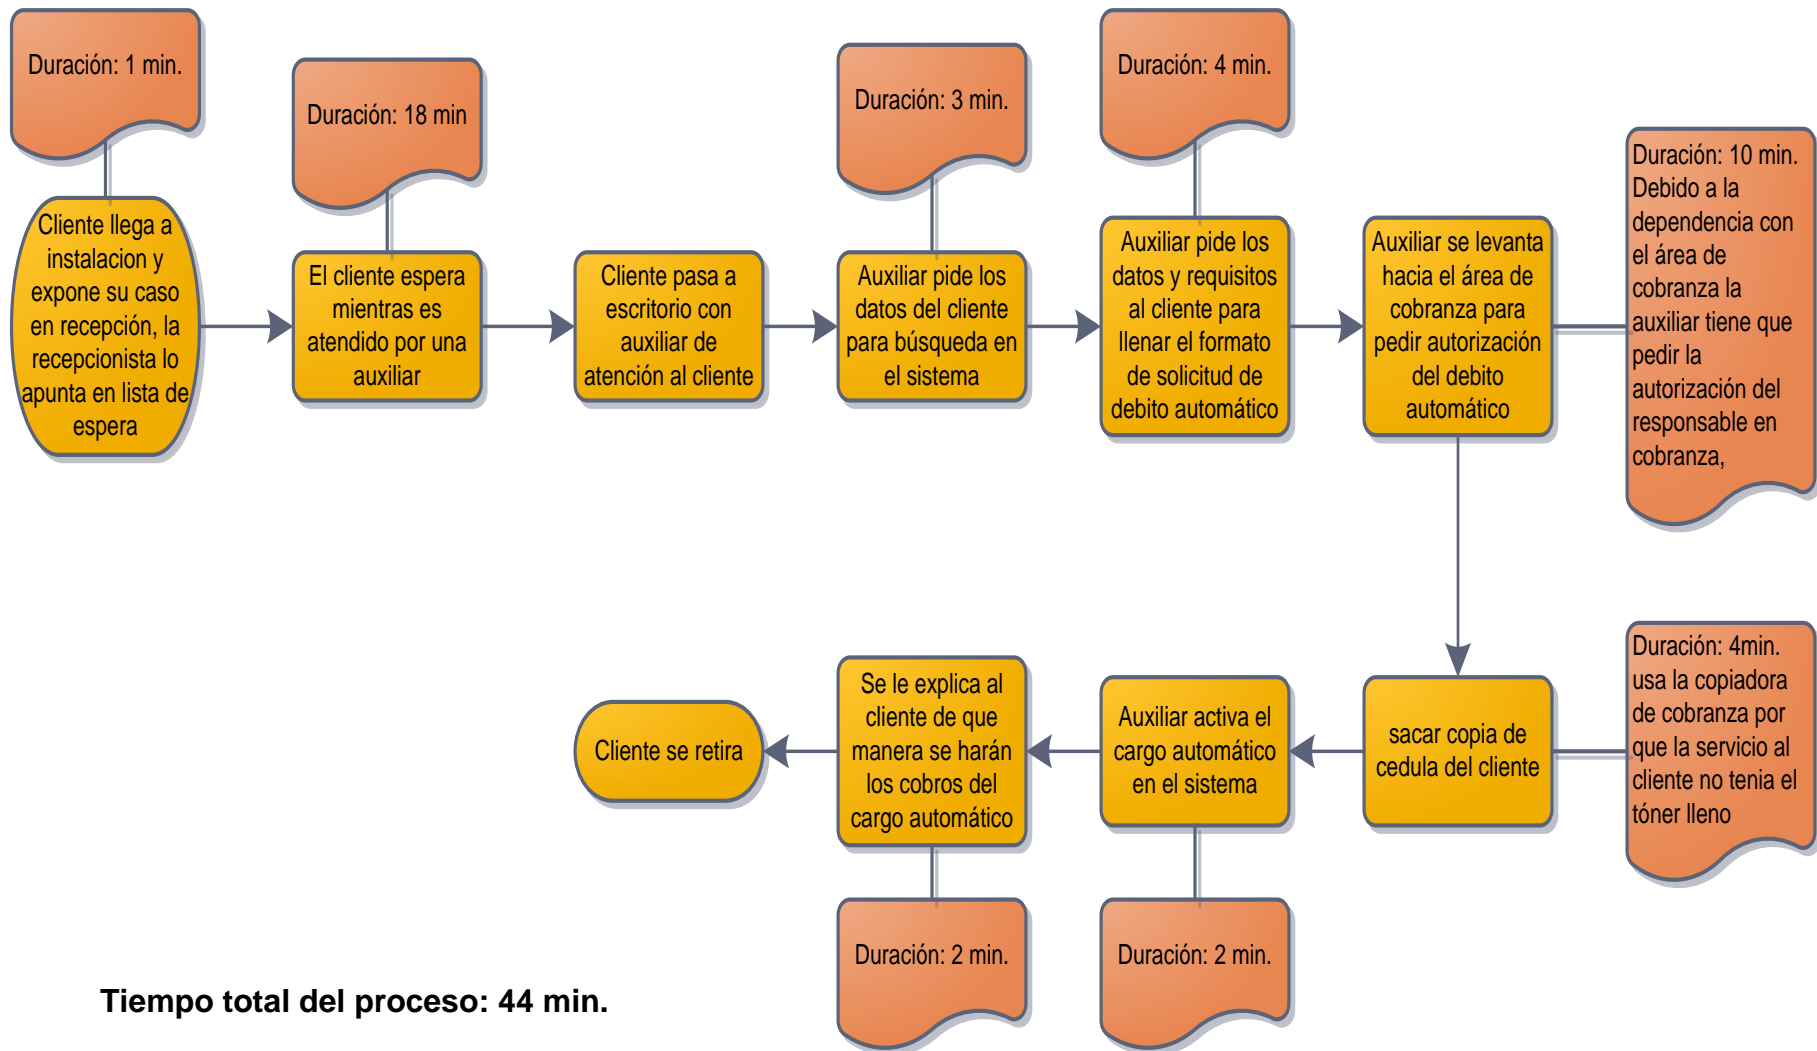 Duración: 1 min.
Cliente llega a
instalacion y
expone su caso
en recepción, la
recepcionista lo
apunta en lista de
espera
Duración: 18 min
El cliente espera
mientras es
atendido por una
auxiliar
Cliente pasa a
escritorio con
auxiliar de
atención al cliente
Duración: 3 min.
Auxiliar pide los
datos del cliente
para búsqueda en
el sistema
Duración: 4 min.
Auxiliar pide los
datos y requisitos
al cliente para
llenar el formato
de solicitud de
debito automático
Auxiliar se levanta
hacia el área de
cobranza para
pedir autorización
del debito
automático
Duración: 10 min.
Debido a la
dependencia con
el área de
cobranza la
auxiliar tiene que
pedir la
autorización del
responsable en
cobranza,
sacar copia de
cedula del cliente
Duración: 4min.
usa la copiadora
de cobranza por
que la servicio al
cliente no tenia el
tóner lleno
Auxiliar activa el
cargo automático
en el sistema
Duración: 2 min.
Se le explica al
cliente de que
manera se harán
los cobros del
cargo automático
Duración: 2 min.
Cliente se retira
Tiempo total del proceso: 44 min.